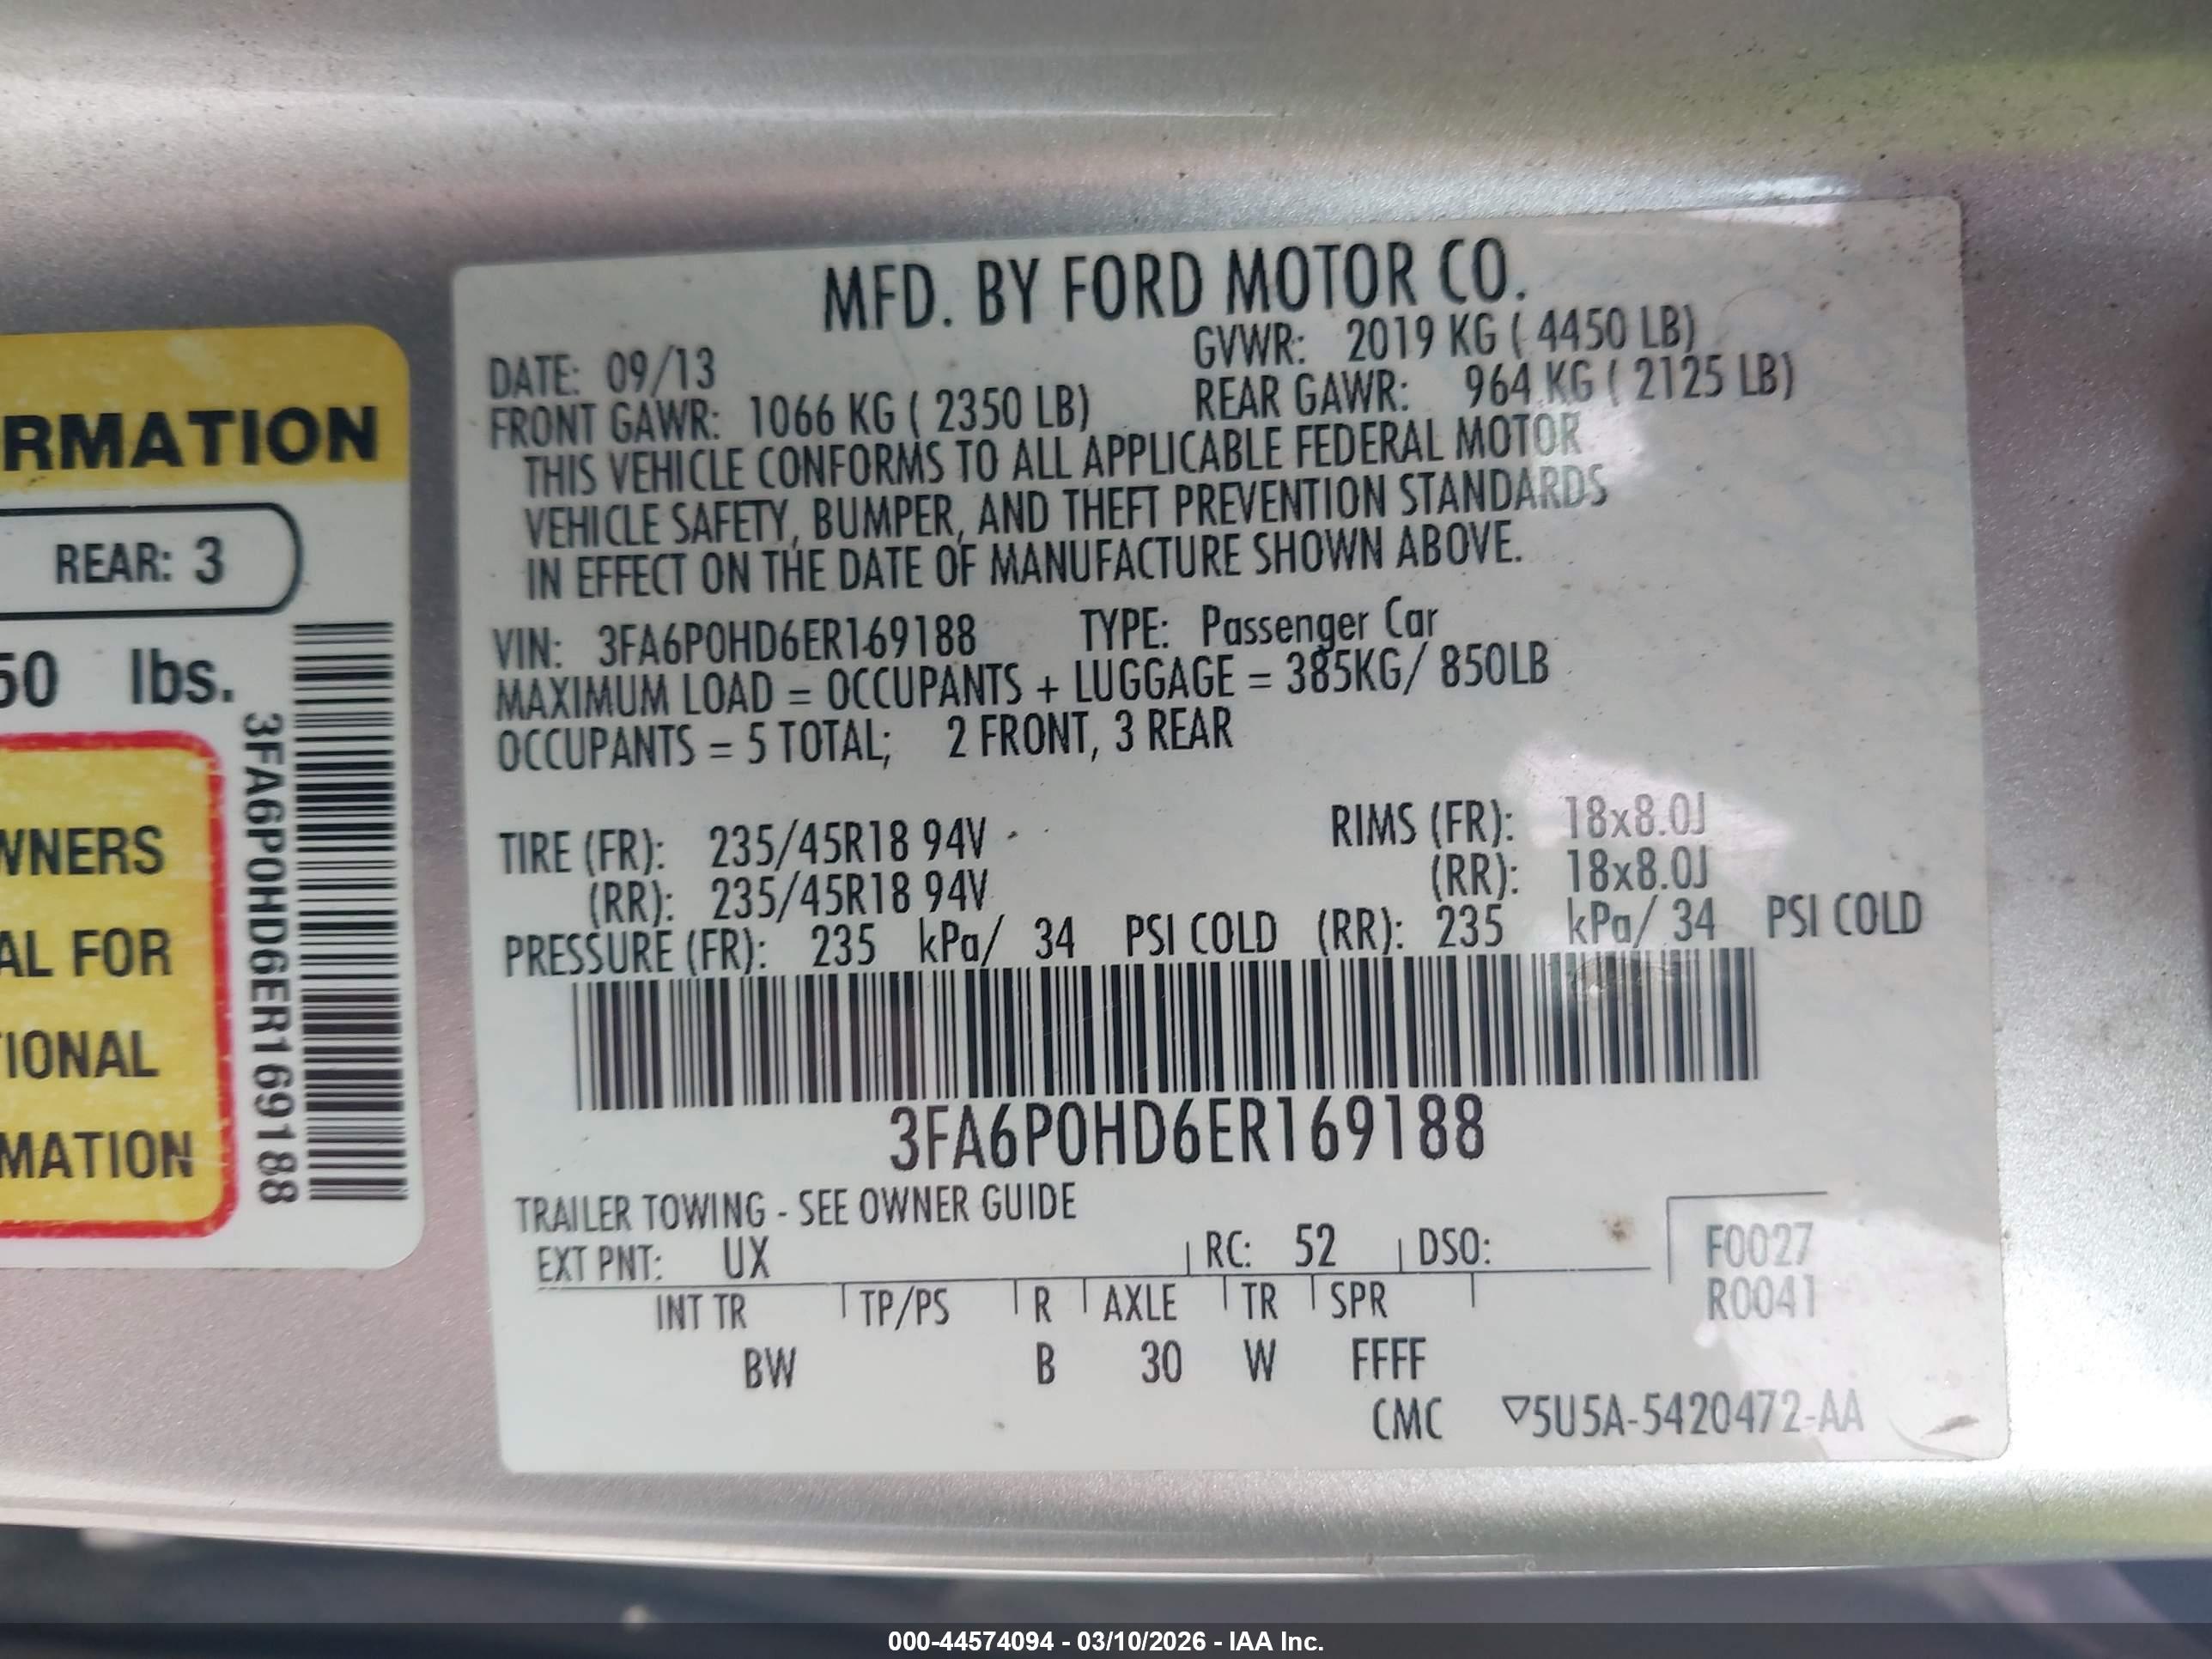 RMATION
REAR: 3
50 lbs.
WNERS
AL FOR
TIONAL
MATION
3FA6P0HD6ER169188
MFD. BY FORD MOTOR CO.
DATE: 09/13
GVWR: 2019 KG ( 4450 LB)
FRONT GAWR: 1066 KG ( 2350 LB)
REAR GAWR: 964 KG ( 2125 LB)
THIS VEHICLE CONFORMS TO ALL APPLICABLE FEDERAL MOTOR
VEHICLE SAFETY, BUMPER, AND THEFT PREVENTION STANDARDS
IN EFFECT ON THE DATE OF MANUFACTURE SHOWN ABOVE.
VIN: 3FA6P0HD6ER169188 TYPE: Passenger Car
MAXIMUM LOAD = OCCUPANTS + LUGGAGE = 385KG/ 850LB
OCCUPANTS = 5 TOTAL; 2 FRONT, 3 REAR
TIRE (FR): 235/45R18 94V RIMS (FR): 18x8.0J
(RR): 235/45R18 94V (RR): 18x8.0J
PRESSURE (FR): 235 kPa/ 34 PSI COLD (RR): 235 kPa/ 34 PSI COLD
3FA6P0HD6ER169188
TRAILER TOWING - SEE OWNER GUIDE
EXT PNT: UX RC: 52 DSO:
F0027
R0041
INT TR TP/PS R AXLE TR SPR
BW B 30 W FFFF
CMC ▽5U5A-5420472-AA
000-44574094 - 03/10/2026 - IAA Inc.